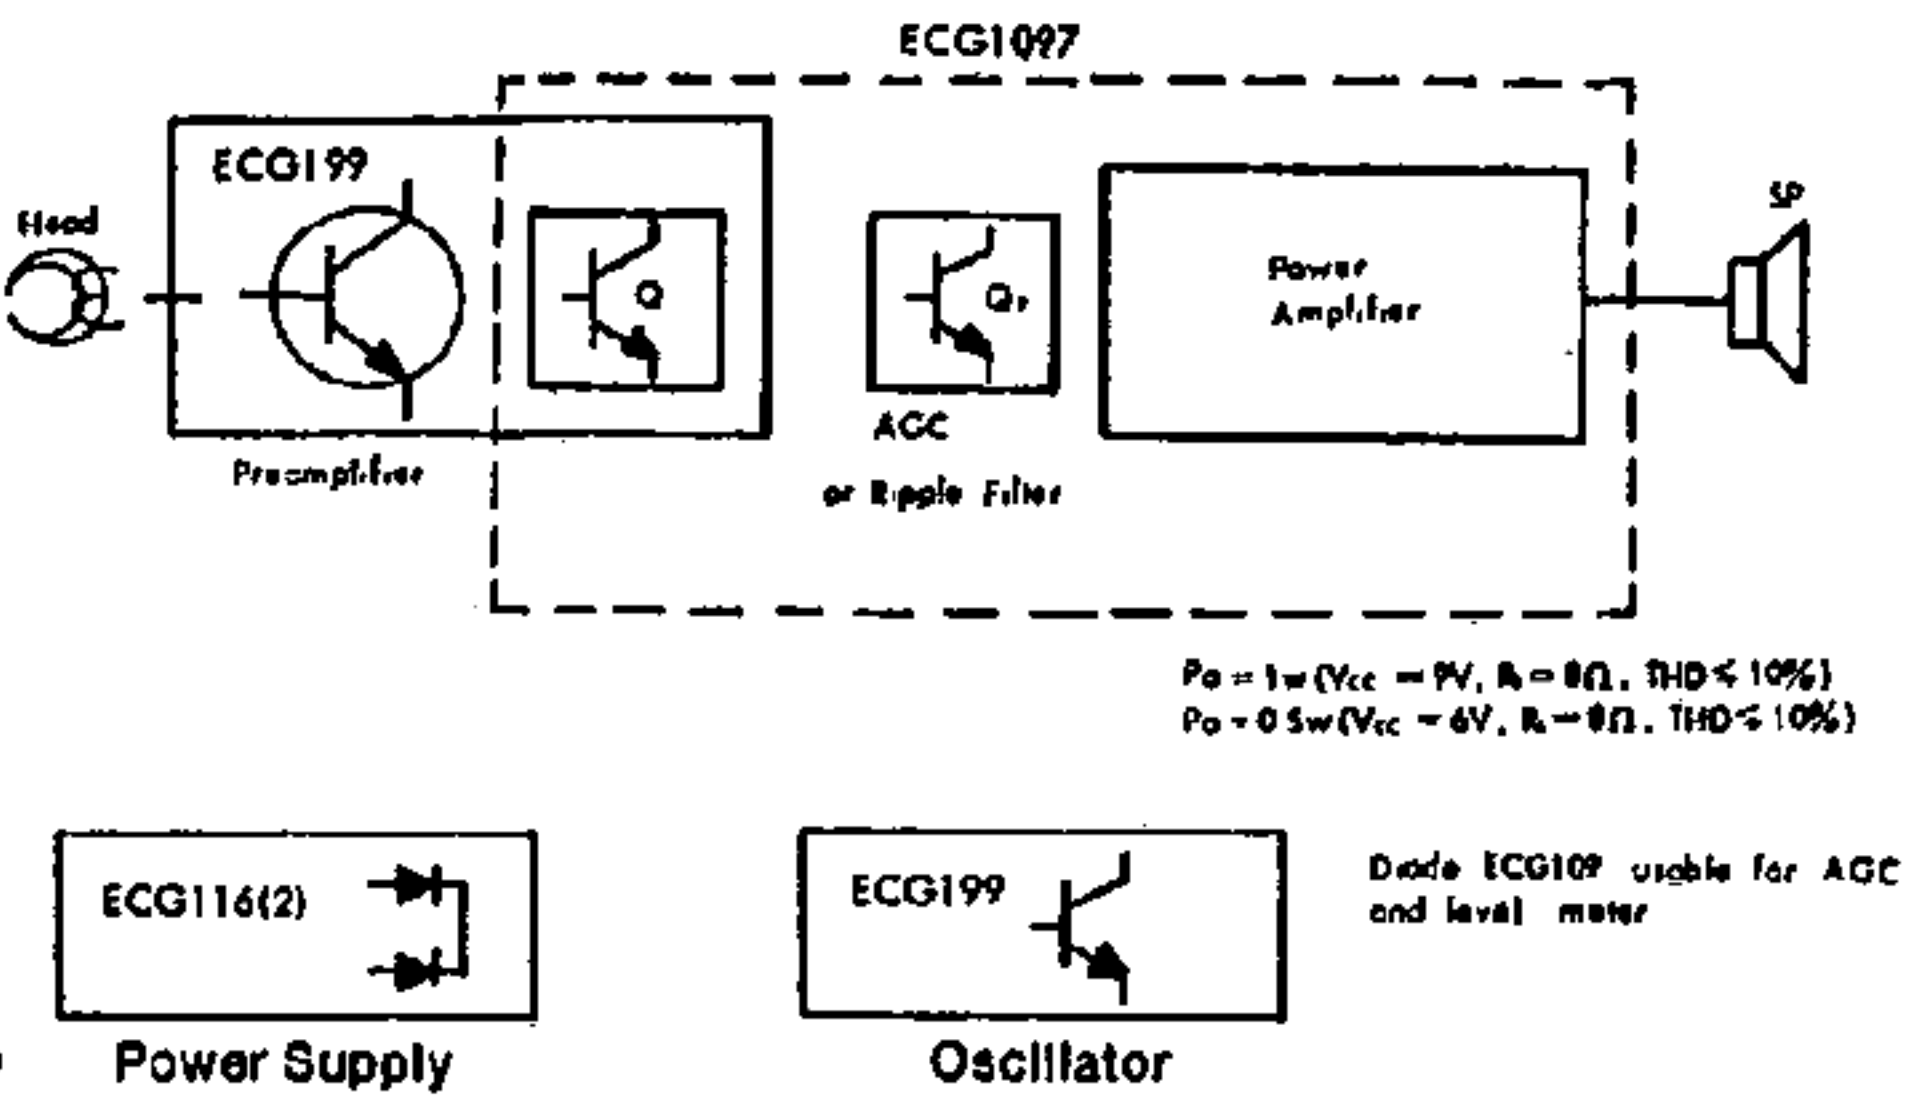 ECG1097
ECG199
Head
SP
Q
Q₂
Power
Amplifier
AGC
Preamplifier
or Ripple Filter
Po = 1w (Vcc = 9V, RL = 8Ω, THD ≤ 10%)
Po = 0.5w (Vcc = 6V, RL = 8Ω, THD ≤ 10%)
ECG116(2)
ECG199
Diode ECG109 usable for AGC
and level meter
Power Supply
Oscillator